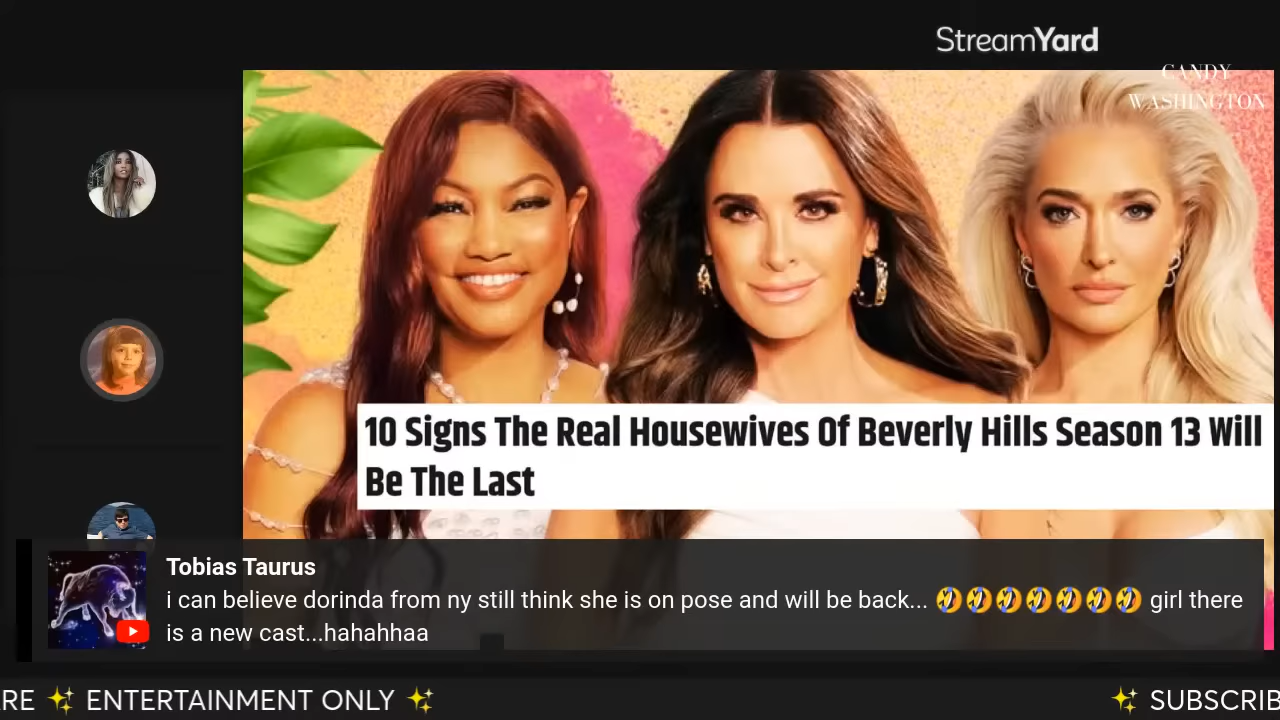 StreamYard
CANDY
WASHINGTON
10 Signs The Real Housewives Of Beverly Hills Season 13 Will
Be The Last
Tobias Taurus
i can believe dorinda from ny still think she is on pose and will be back... 🤣🤣🤣🤣🤣🤣🤣 girl there
is a new cast...hahahhaa
RE ✨ ENTERTAINMENT ONLY ✨ ✨ SUBSCRIB